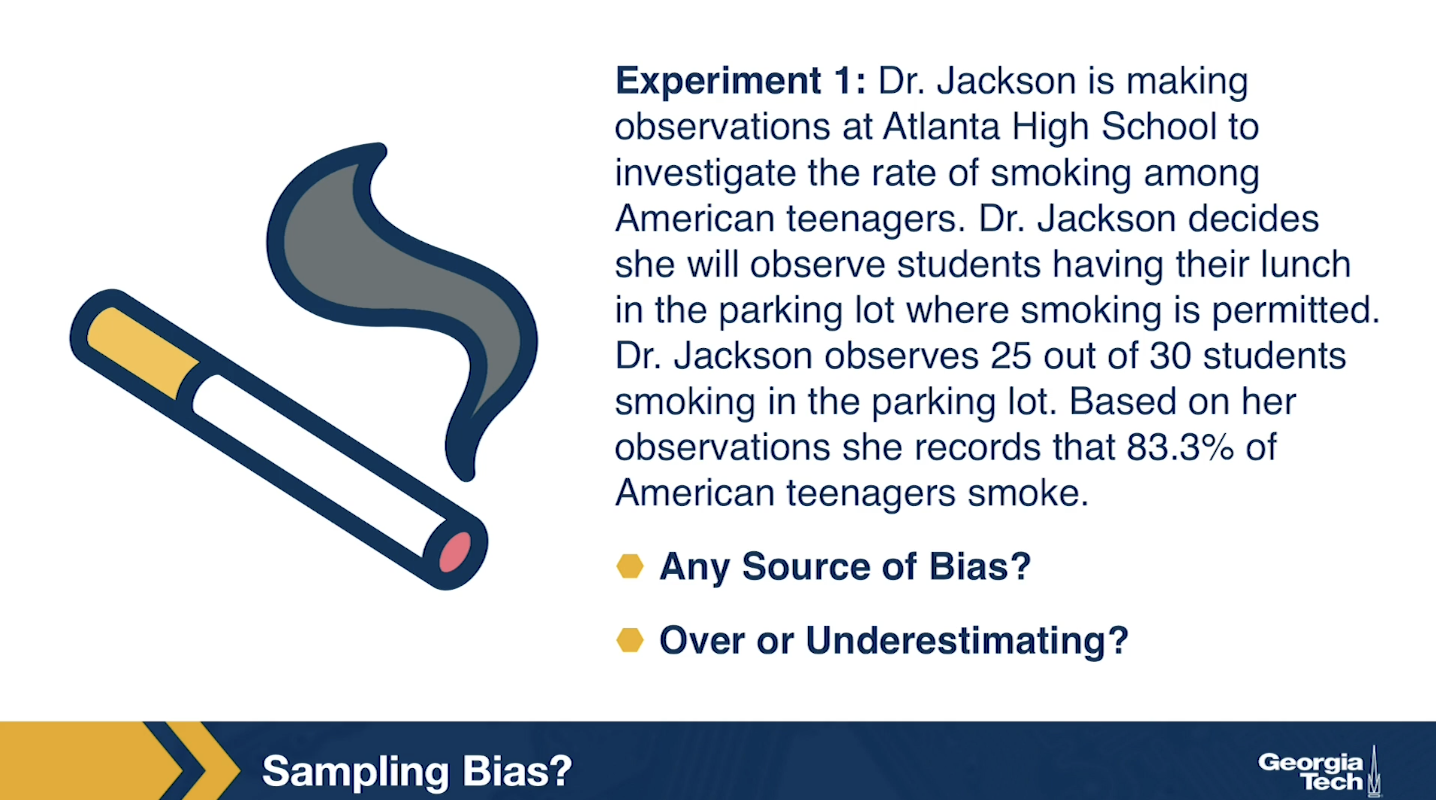 Experiment 1: Dr. Jackson is making
observations at Atlanta High School to
investigate the rate of smoking among
American teenagers. Dr. Jackson decides
she will observe students having their lunch
in the parking lot where smoking is permitted.
Dr. Jackson observes 25 out of 30 students
smoking in the parking lot. Based on her
observations she records that 83.3% of
American teenagers smoke.
Any Source of Bias?
Over or Underestimating?
Sampling Bias?
Georgia
Tech